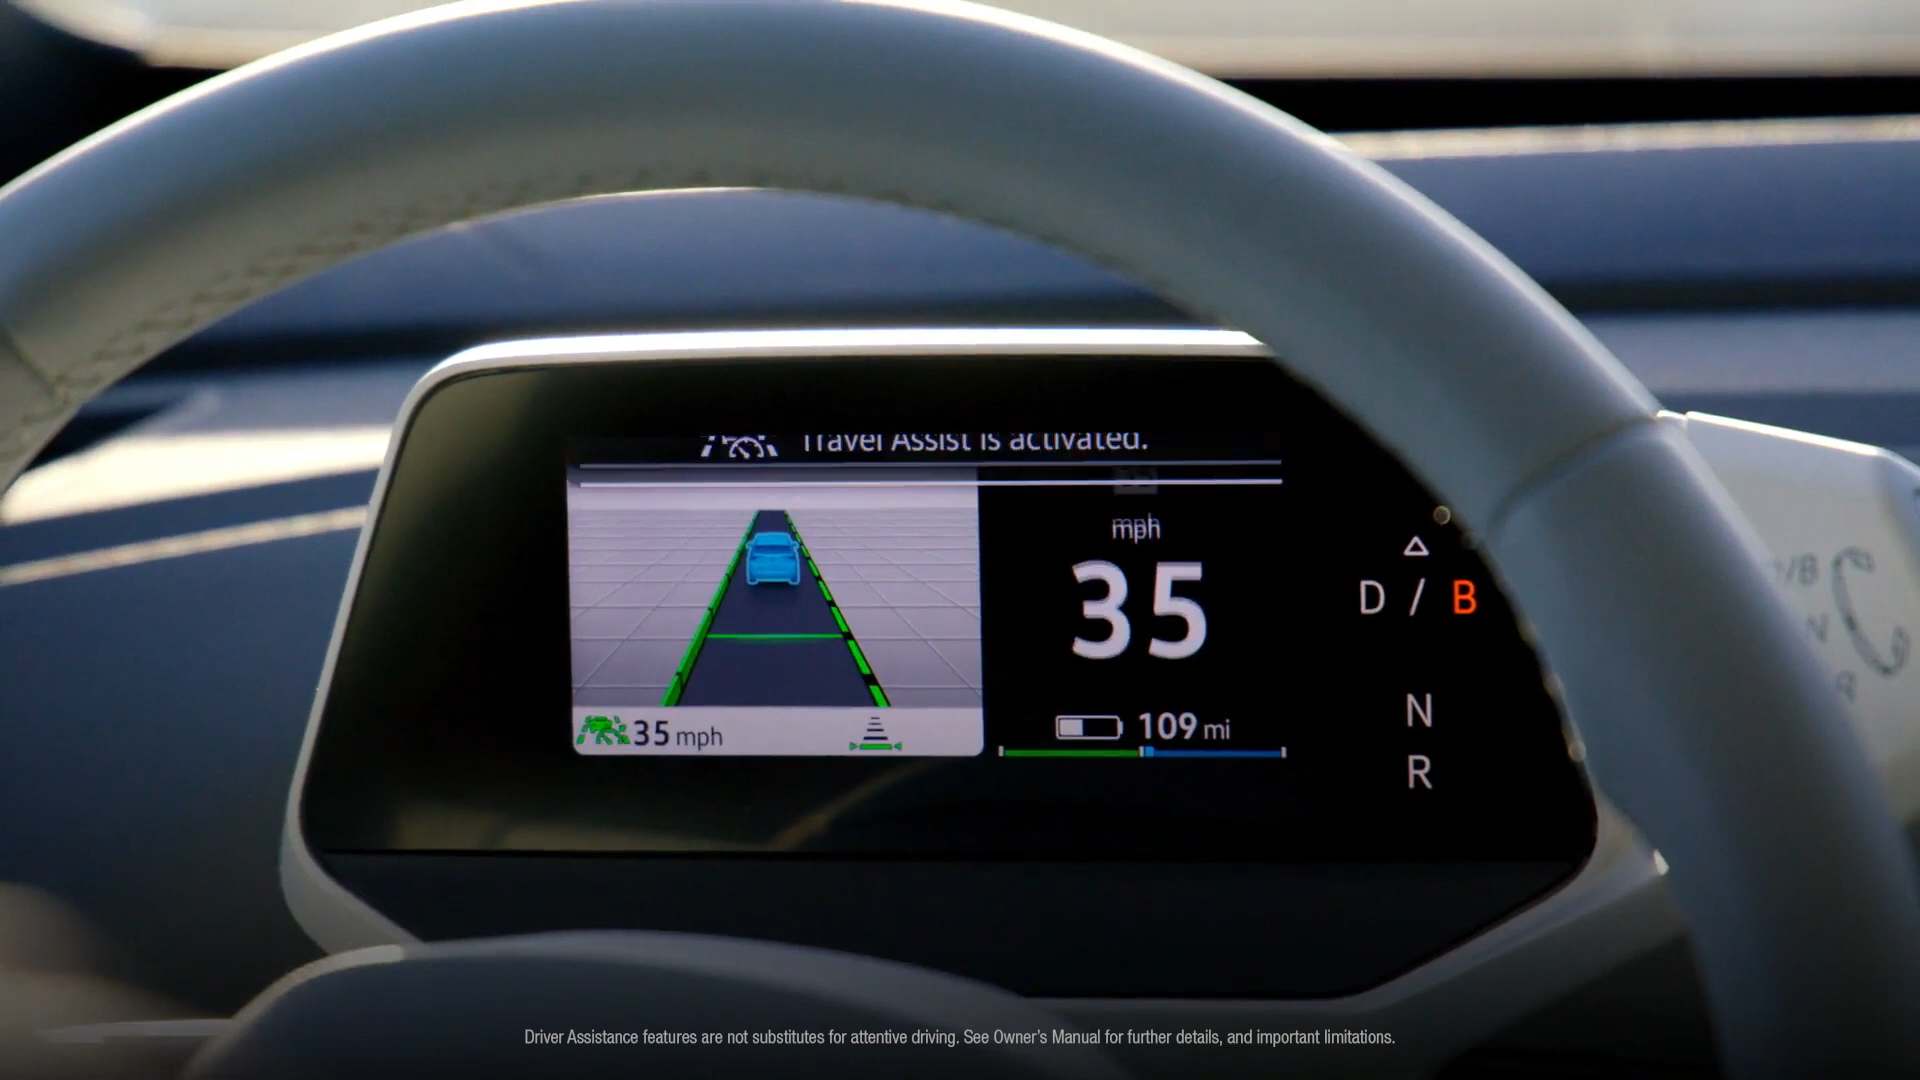 Travel Assist is activated.
mph
35
35 mph
109 mi
D / B
N
R
/B
N
R
Driver Assistance features are not substitutes for attentive driving. See Owner's Manual for further details, and important limitations.